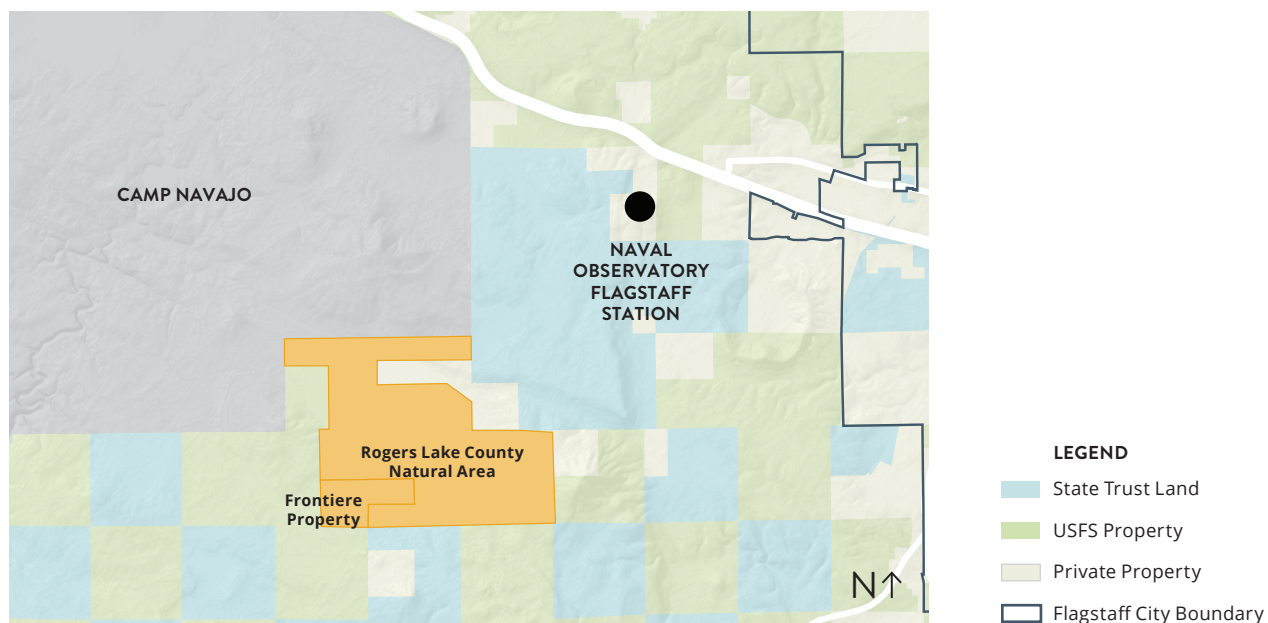 CAMP NAVAJO
NAVAL
OBSERVATORY
FLAGSTAFF
STATION
Rogers Lake County
Natural Area
Frontiere
Property
N↑
LEGEND
State Trust Land
USFS Property
Private Property
Flagstaff City Boundary